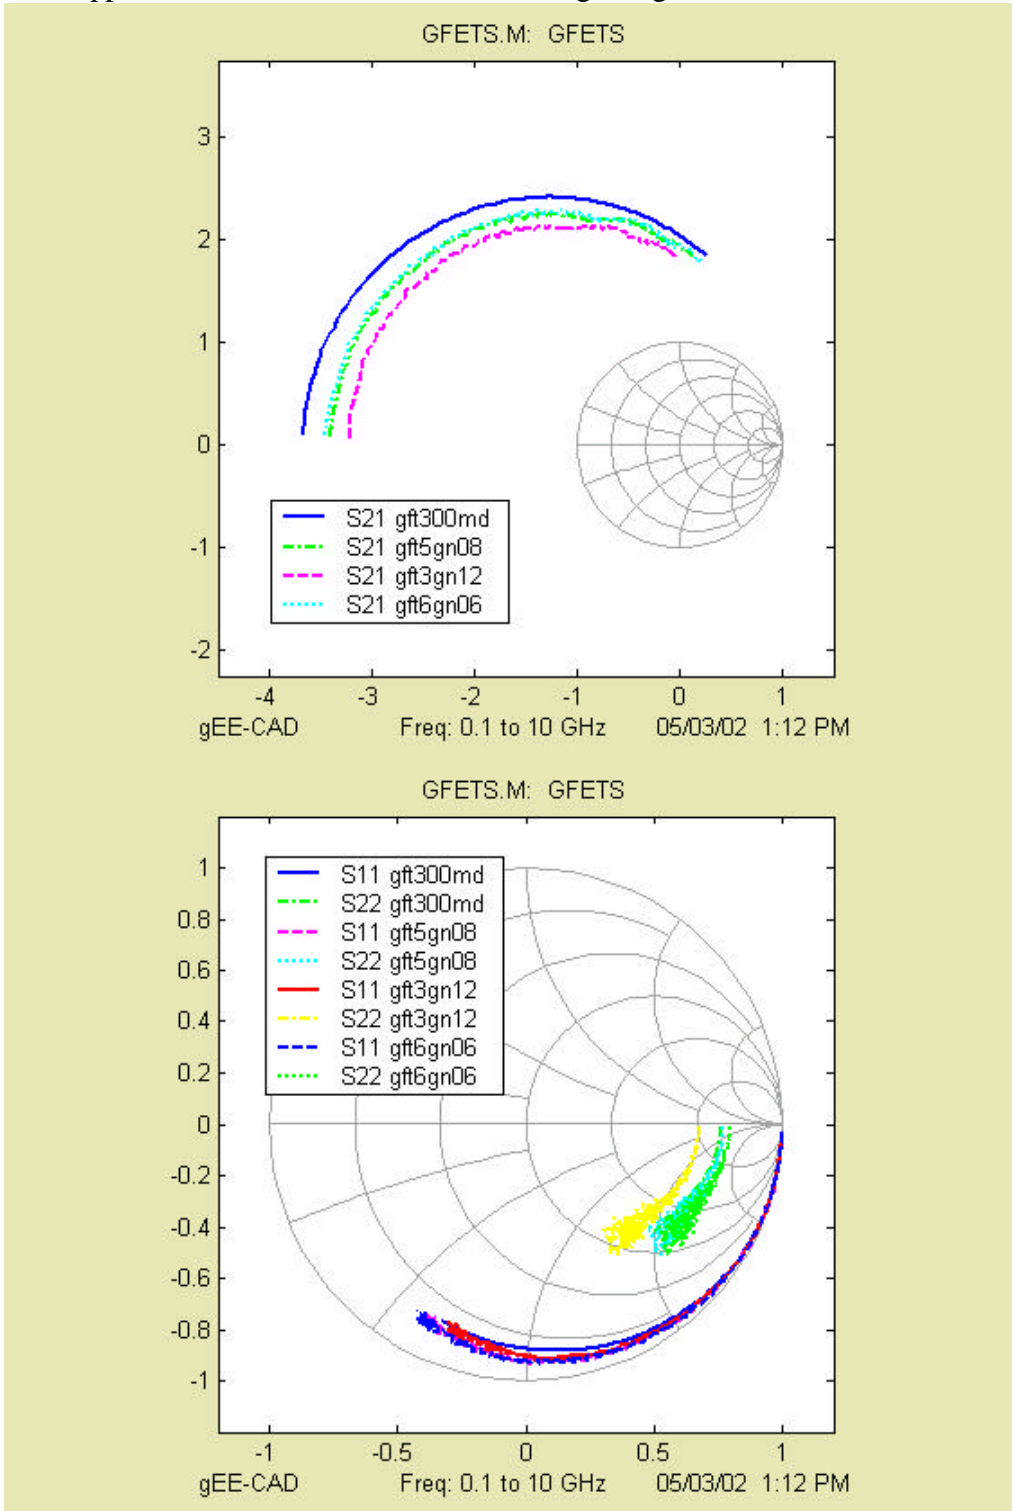 GFETS.M: GFETS
3
2
1
0
-1
-2
S21 gft300md
S21 gft5gn08
S21 gft3gn12
S21 gft6gn06
-4 -3 -2 -1 0 1
gEE-CAD Freq: 0.1 to 10 GHz 05/03/02 1:12 PM
GFETS.M: GFETS
1
0.8
0.6
0.4
0.2
0
-0.2
-0.4
-0.6
-0.8
-1
S11 gft300md
S22 gft300md
S11 gft5gn08
S22 gft5gn08
S11 gft3gn12
S22 gft3gn12
S11 gft6gn06
S22 gft6gn06
-1 -0.5 0 0.5 1
gEE-CAD Freq: 0.1 to 10 GHz 05/03/02 1:12 PM